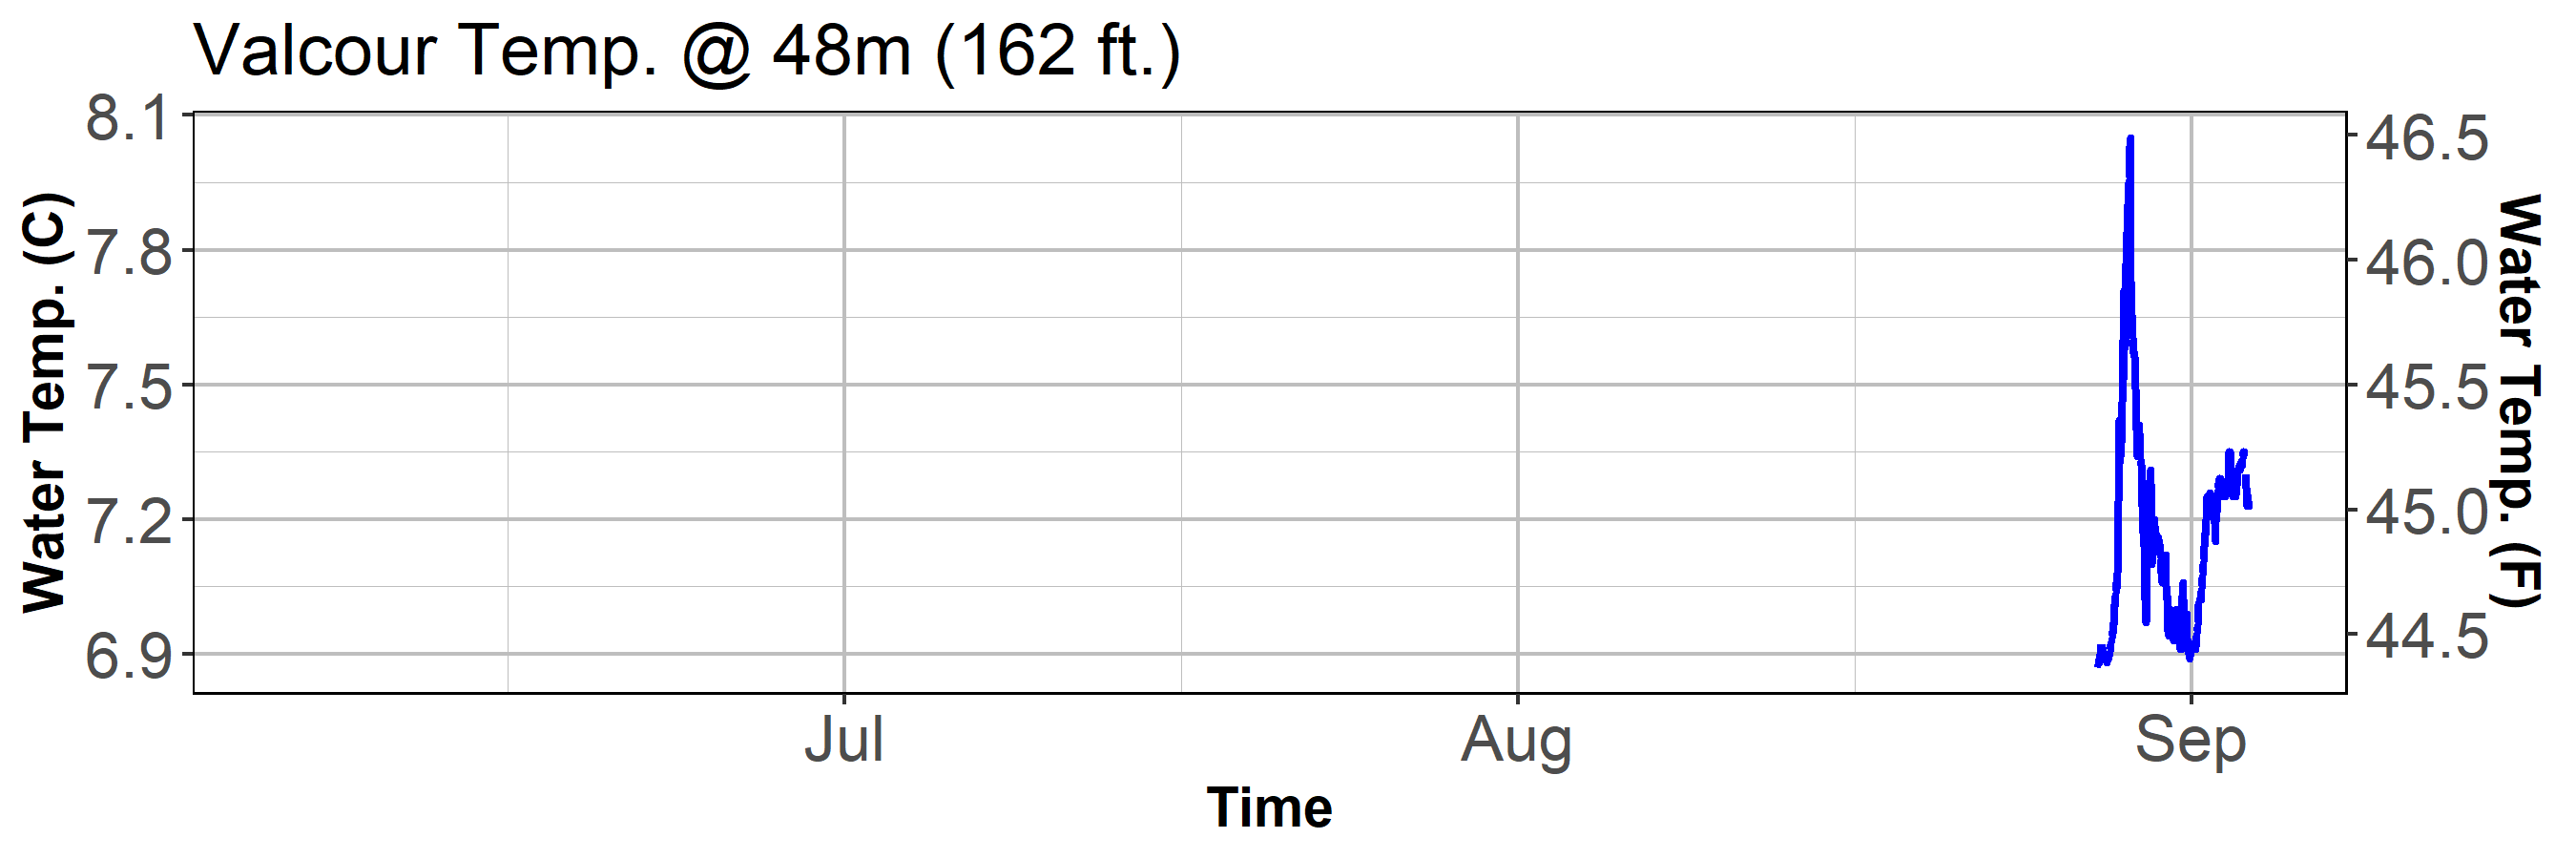 Valcour Temp. @ 48m (162 ft.)
Water Temp. (C)
8.1
7.8
7.5
7.2
6.9
46.5
46.0
45.5
45.0
44.5
Water Temp. (F)
Jul Aug Sep
Time